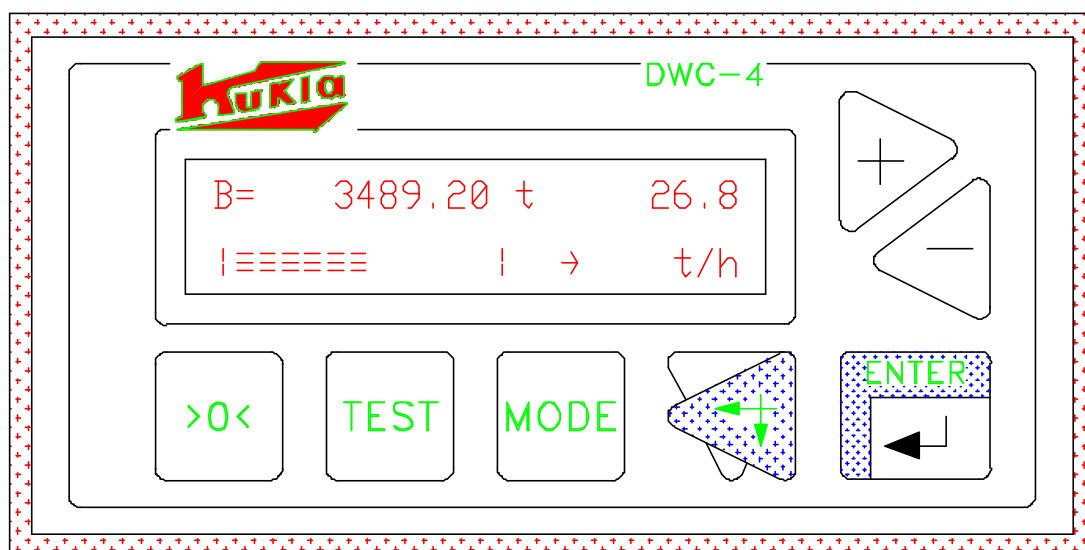 Kukla
DWC-4
+
B= 3489.20 t 26.8
|≡≡≡≡≡≡ | → t/h
−
>0< TEST MODE ENTER